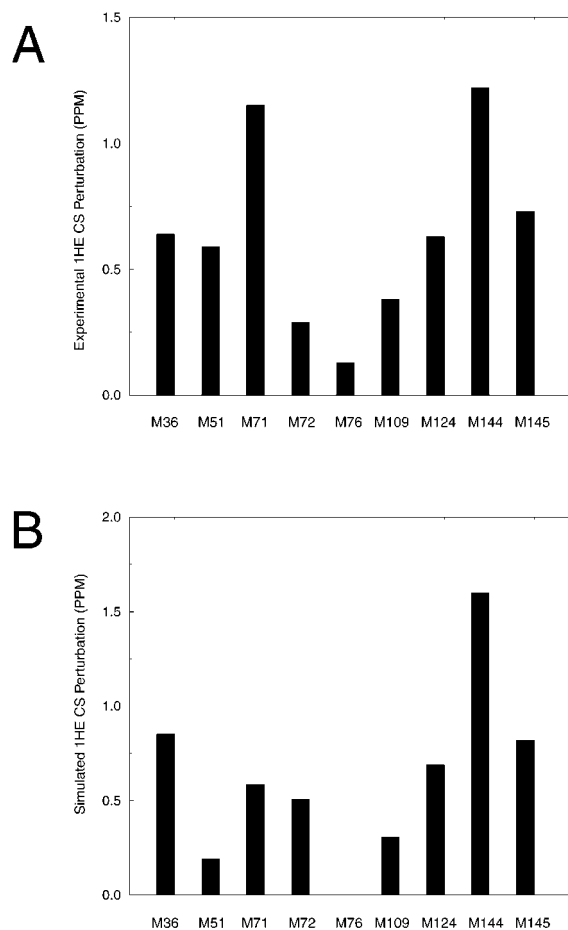 A
Experimental 1HE CS Perturbation (PPM)
1.5
1.0
0.5
0.0
M36 M51 M71 M72 M76 M109 M124 M144 M145
B
Simulated 1HE CS Perturbation (PPM)
2.0
1.5
1.0
0.5
0.0
M36 M51 M71 M72 M76 M109 M124 M144 M145